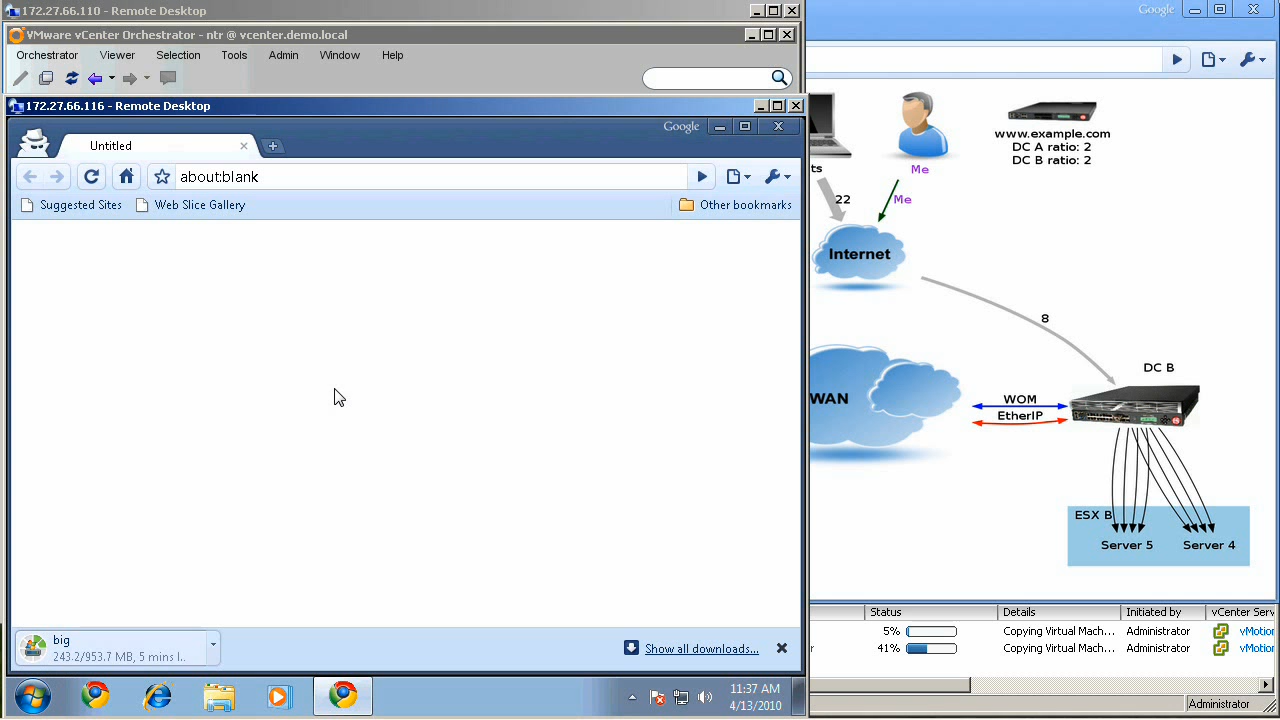 172.27.66.110 - Remote Desktop
VMware vCenter Orchestrator - ntr @ vcenter.demo.local
Orchestrator Viewer Selection Tools Admin Window Help
172.27.66.116 - Remote Desktop
Google
Untitled
about:blank
Suggested Sites Web Slice Gallery Other bookmarks
big
243.2/953.7 MB, 5 mins l..
Show all downloads...
11:37 AM
4/13/2010
Google
ts
Me
www.example.com
DC A ratio: 2
DC B ratio: 2
22
Me
Internet
8
WAN
WOM
EtherIP
DC B
ESX B
Server 5 Server 4
Status Details Initiated by vCenter Serv
5% Copying Virtual Mach... Administrator vMotion
41% Copying Virtual Mach... Administrator vMotion
r
Administrator